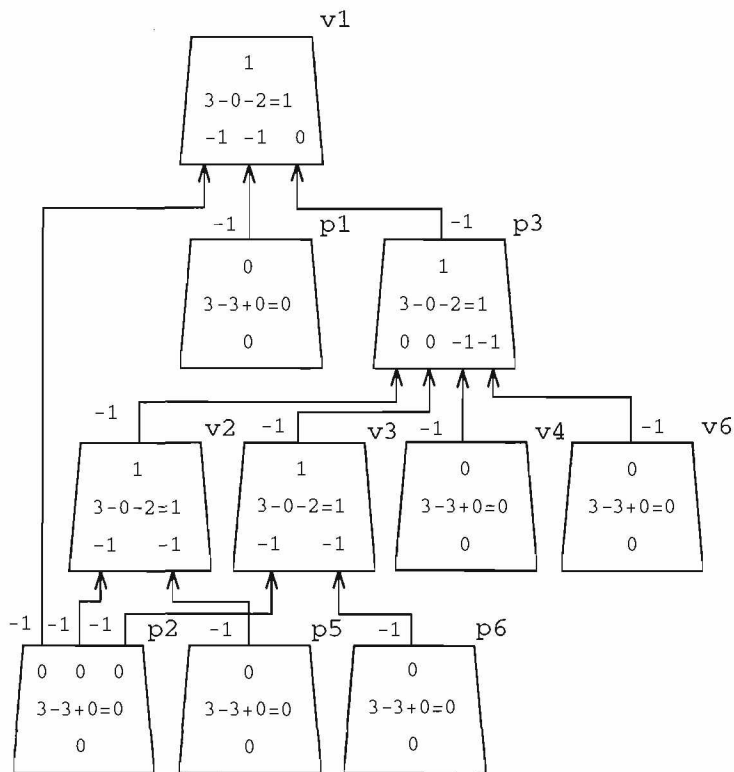 v1
1
3-0-2=1
-1 -1 0
-1 p1 -1 p3
0 1
3-3+0=0 3-0-2=1
0 0 0 -1-1
-1 v2 -1 v3 -1 v4 -1 v6
1 1 0 0
3-0-2=1 3-0-2=1 3-3+0=0 3-3+0=0
-1 -1 -1 -1 0 0
-1 -1 -1 p2 -1 p5 -1 p6
0 0 0 0 0
3-3+0=0 3-3+0=0 3-3+0=0
0 0 0